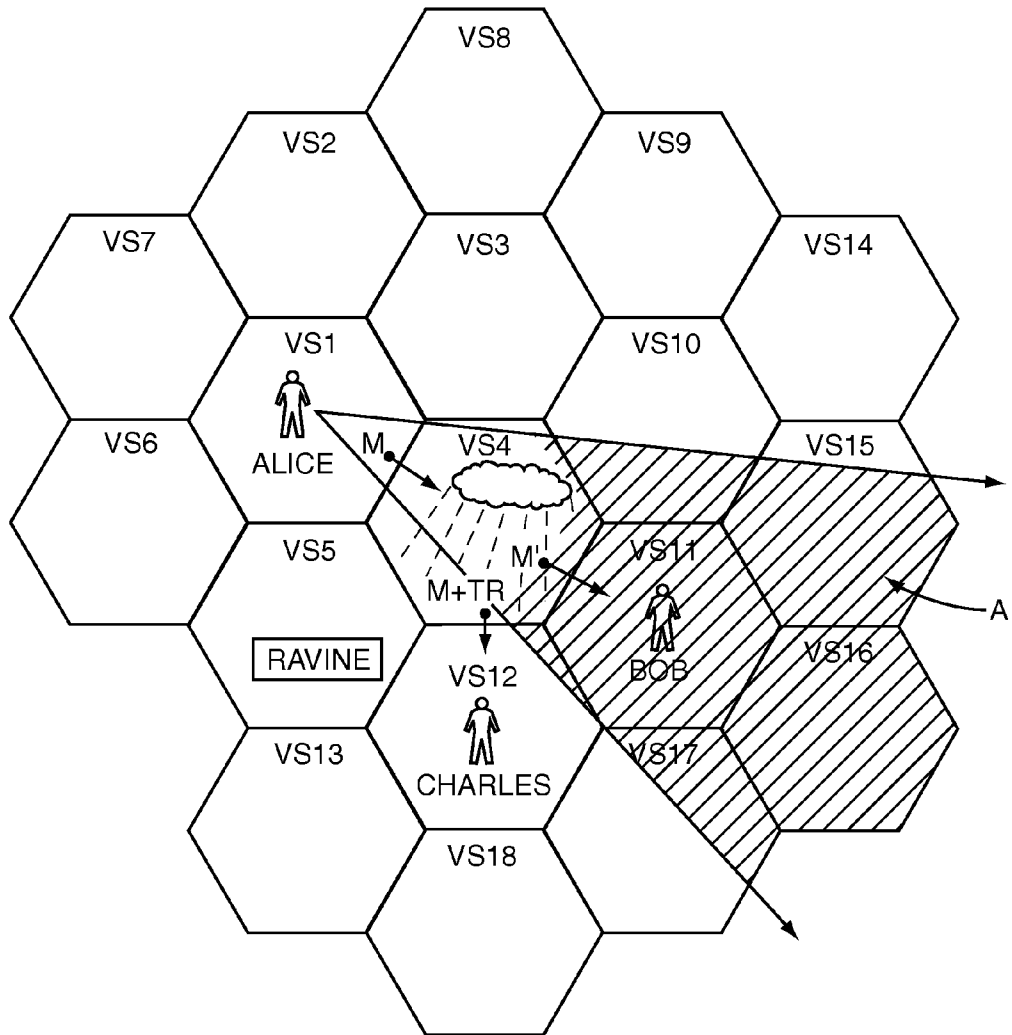 VS8
VS2
VS9
VS7
VS3
VS14
VS1
VS10
ALICE
M
VS6
VS4
VS15
VS5
M'
VS11
M+TR
A
RAVINE
VS12
BOB
VS16
CHARLES
VS13
VS17
VS18